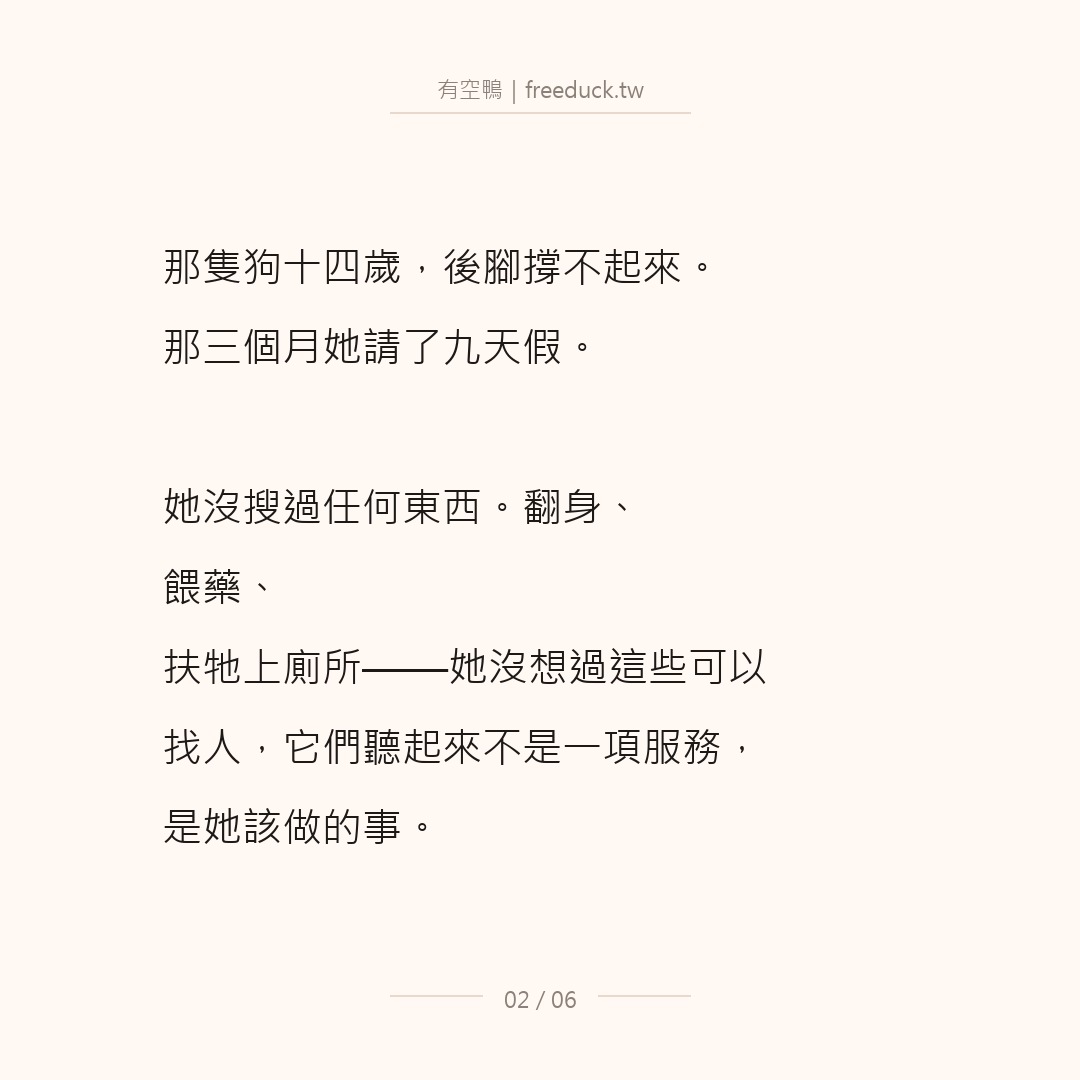 有空鴨｜freeduck.tw
那隻狗十四歲，後腳撐不起來。
那三個月她請了九天假。
她沒搜過任何東西。翻身、
餵藥、
扶牠上廁所——她沒想過這些可以
找人，它們聽起來不是一項服務，
是她該做的事。
02 / 06